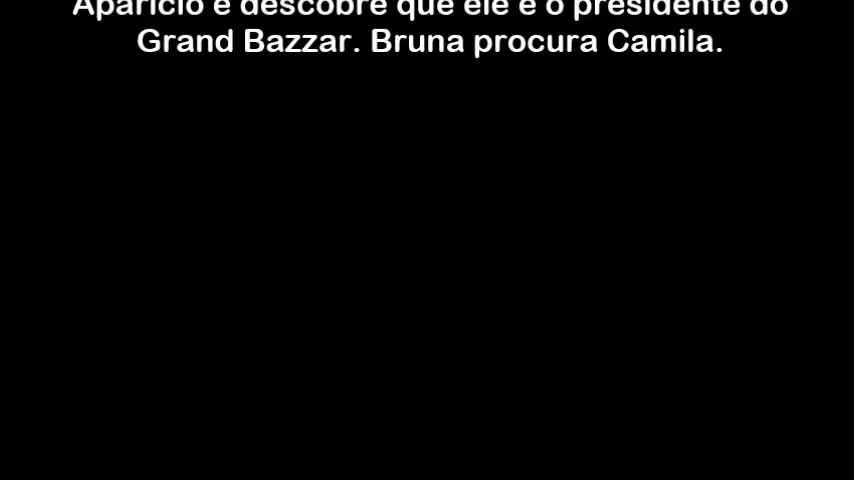 Aparício e descobre que ele é o presidente do
Grand Bazzar. Bruna procura Camila.